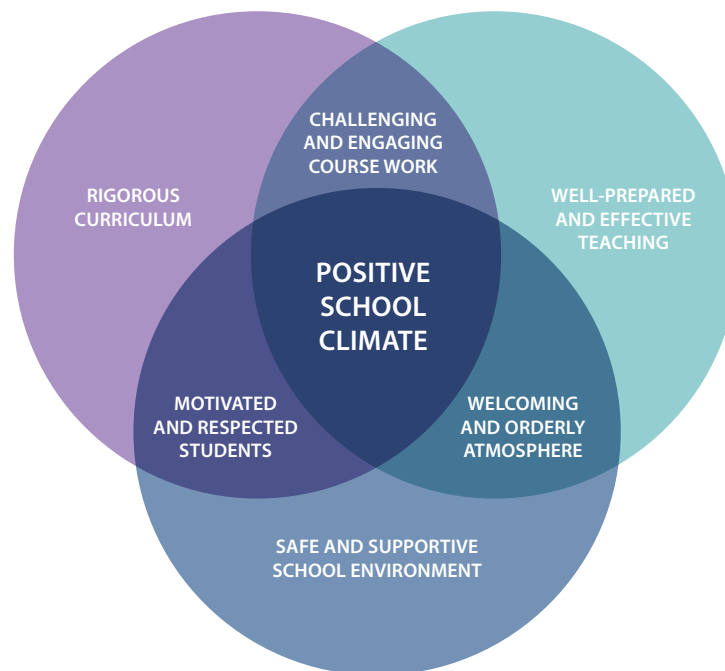 CHALLENGING
AND ENGAGING
COURSE WORK
RIGOROUS
CURRICULUM
WELL-PREPARED
AND EFFECTIVE
TEACHING
POSITIVE
SCHOOL
CLIMATE
MOTIVATED
AND RESPECTED
STUDENTS
WELCOMING
AND ORDERLY
ATMOSPHERE
SAFE AND SUPPORTIVE
SCHOOL ENVIRONMENT